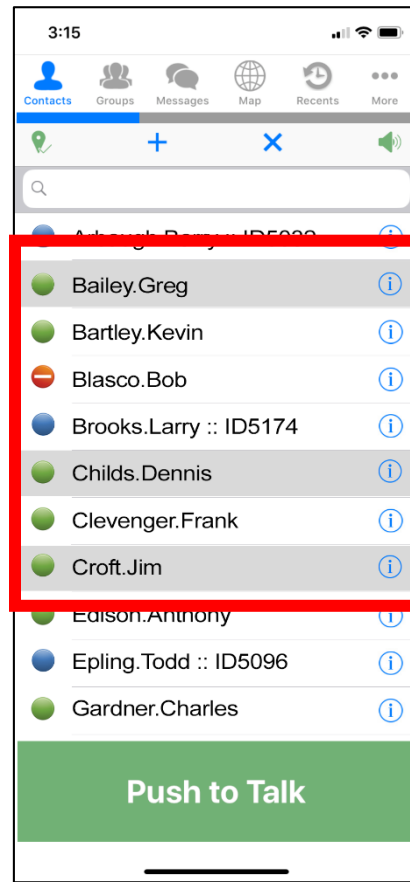 3:15
Contacts Groups Messages Map Recents More
Bailey.Greg
Bartley.Kevin
Blasco.Bob
Brooks.Larry :: ID5174
Childs.Dennis
Clevenger.Frank
Croft.Jim
Edison.Anthony
Epling.Todd :: ID5096
Gardner.Charles
Push to Talk